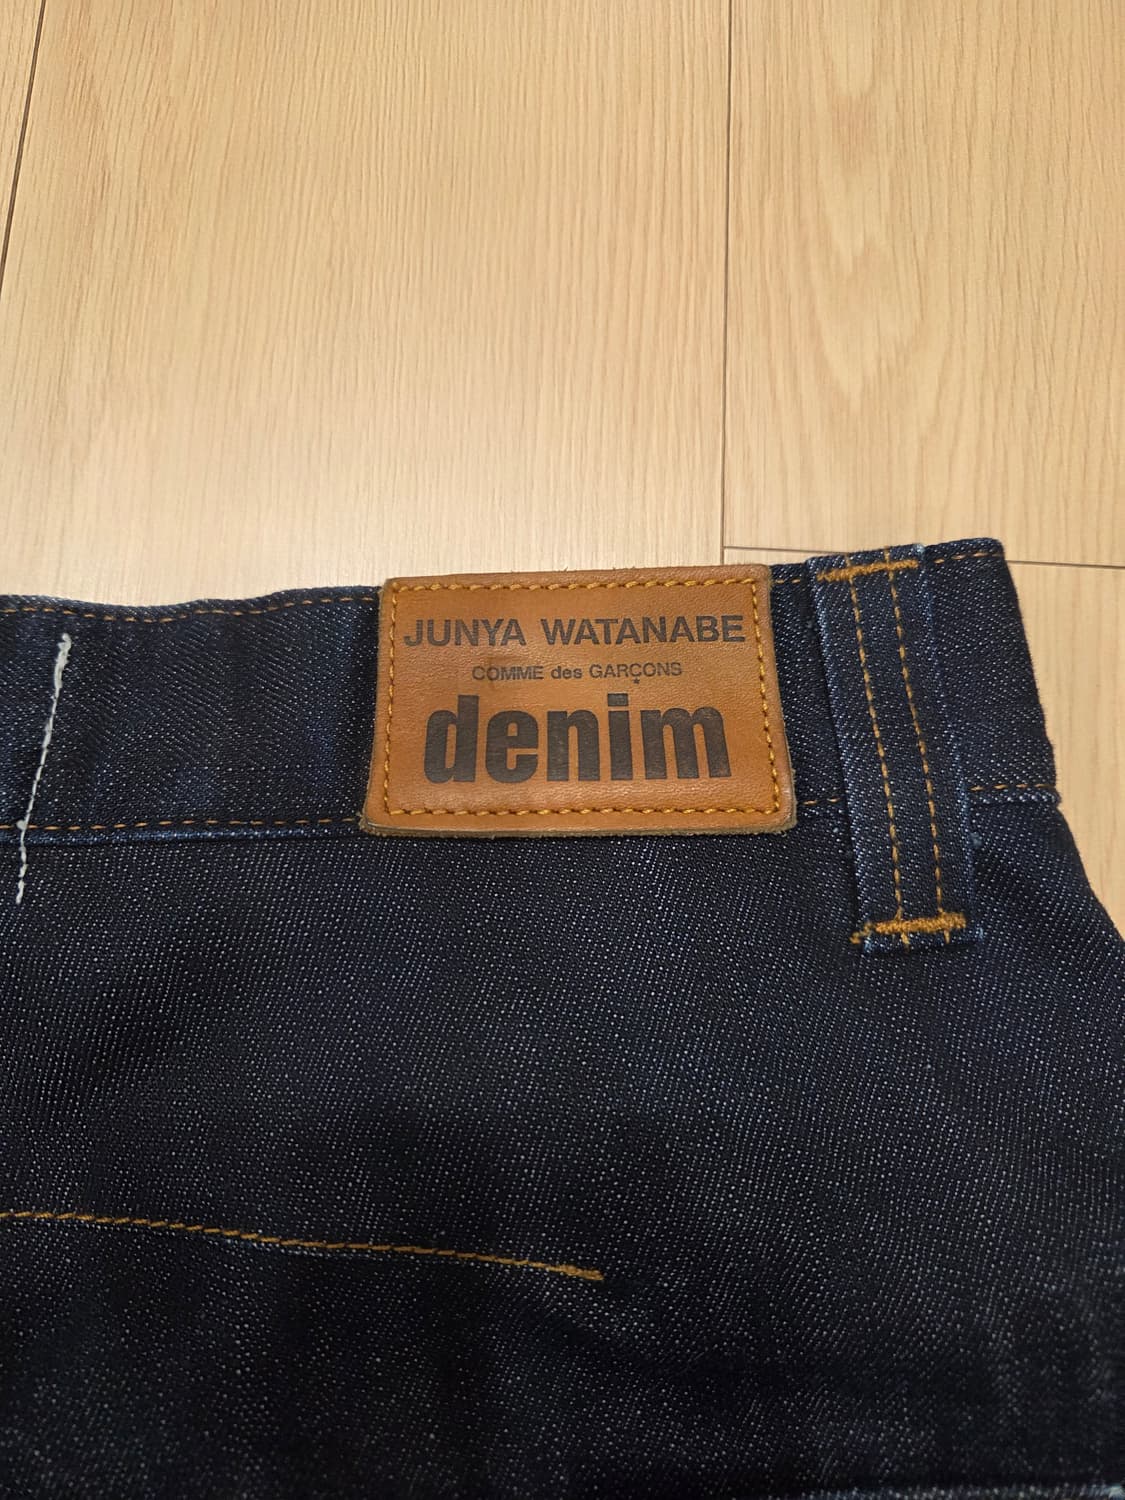 JUNYA WATANABE
COMME des GARÇONS
denim